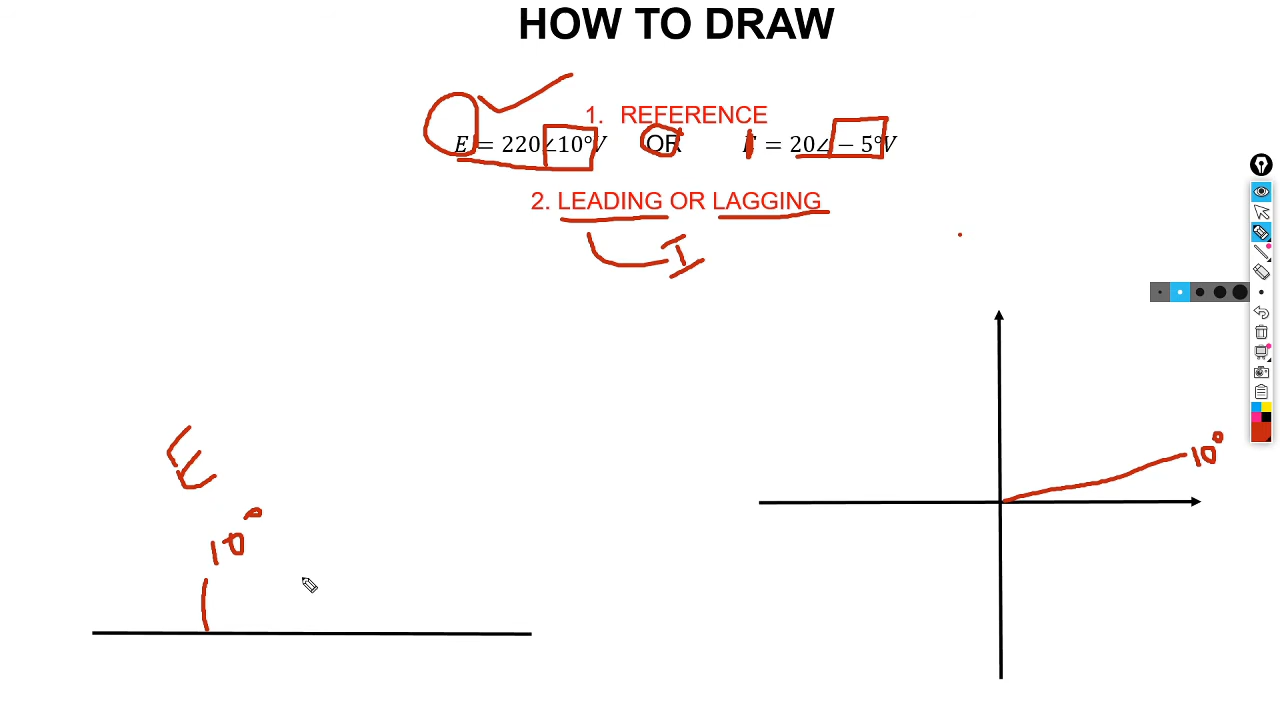 HOW TO DRAW
1. REFERENCE
E = 220∠10°V OR E = 20∠ − 5°V
2. LEADING OR LAGGING
I
10°
E
10°